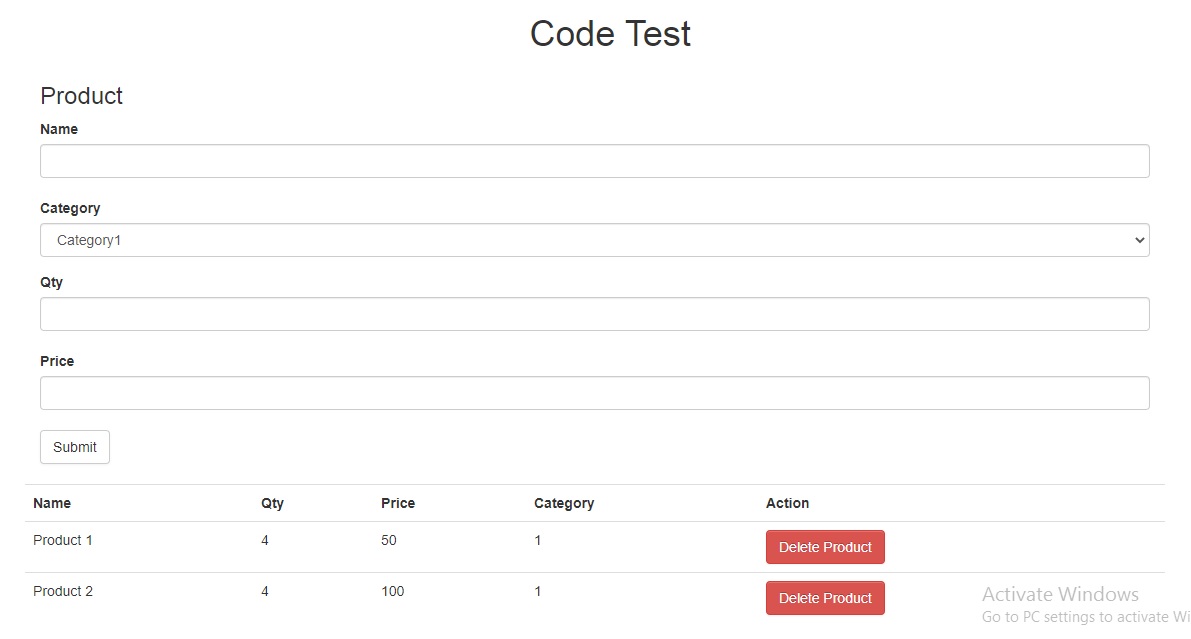 Code Test
Product
Name
Category
Category1
Qty
Price
Submit
Name Qty Price Category Action
Product 1 4 50 1 Delete Product
Product 2 4 100 1 Delete Product
Activate Windows
Go to PC settings to activate Wi